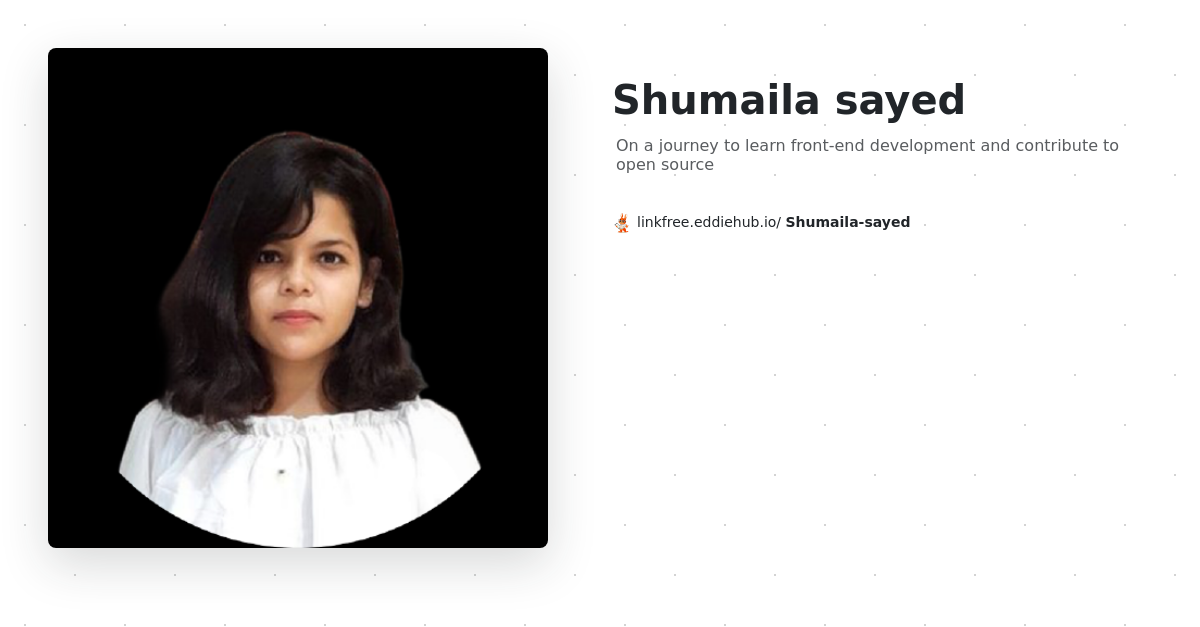 Shumaila sayed
On a journey to learn front-end development and contribute to
open source
linkfree.eddiehub.io/ Shumaila-sayed